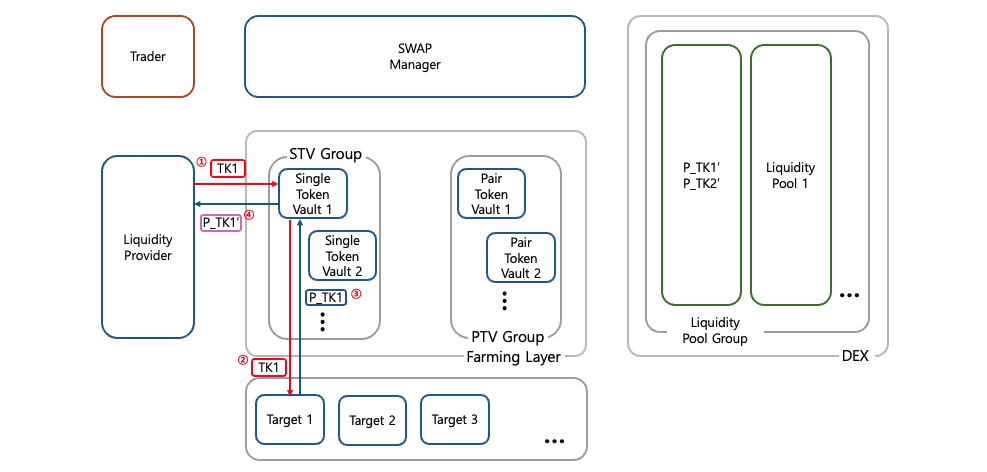 Trader
SWAP
Manager
① TK1
P_TK1′ ④
Liquidity
Provider
STV Group
Single
Token
Vault 1
Single
Token
Vault 2
P_TK1 ③
⋮
Pair
Token
Vault 1
Pair
Token
Vault 2
⋮
PTV Group
Farming Layer
② TK1
Target 1
Target 2
Target 3
...
P_TK1′
P_TK2′
Liquidity
Pool 1
...
Liquidity
Pool Group
DEX